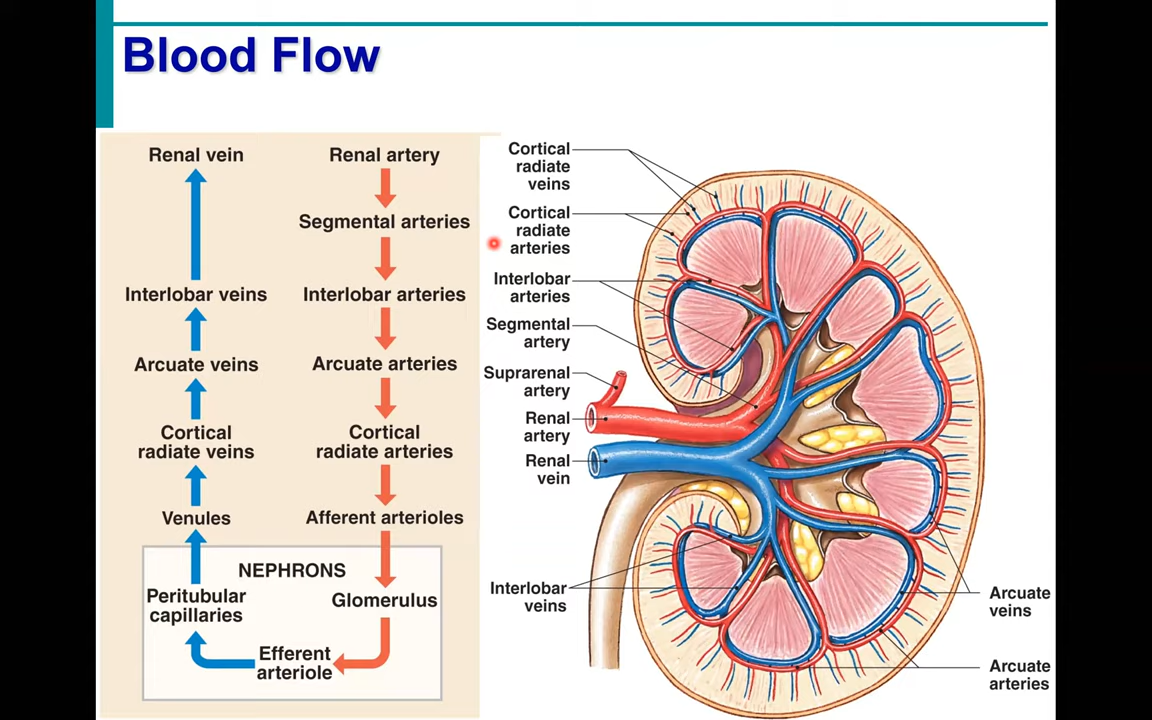 Blood Flow
Renal vein
Interlobar veins
Arcuate veins
Cortical
radiate veins
Venules
Peritubular
capillaries
Renal artery
Segmental arteries
Interlobar arteries
Arcuate arteries
Cortical
radiate arteries
Afferent arterioles
NEPHRONS
Glomerulus
Efferent
arteriole
Cortical
radiate
veins
Cortical
radiate
arteries
Interlobar
arteries
Segmental
artery
Suprarenal
artery
Renal
artery
Renal
vein
Interlobar
veins
Arcuate
veins
Arcuate
arteries